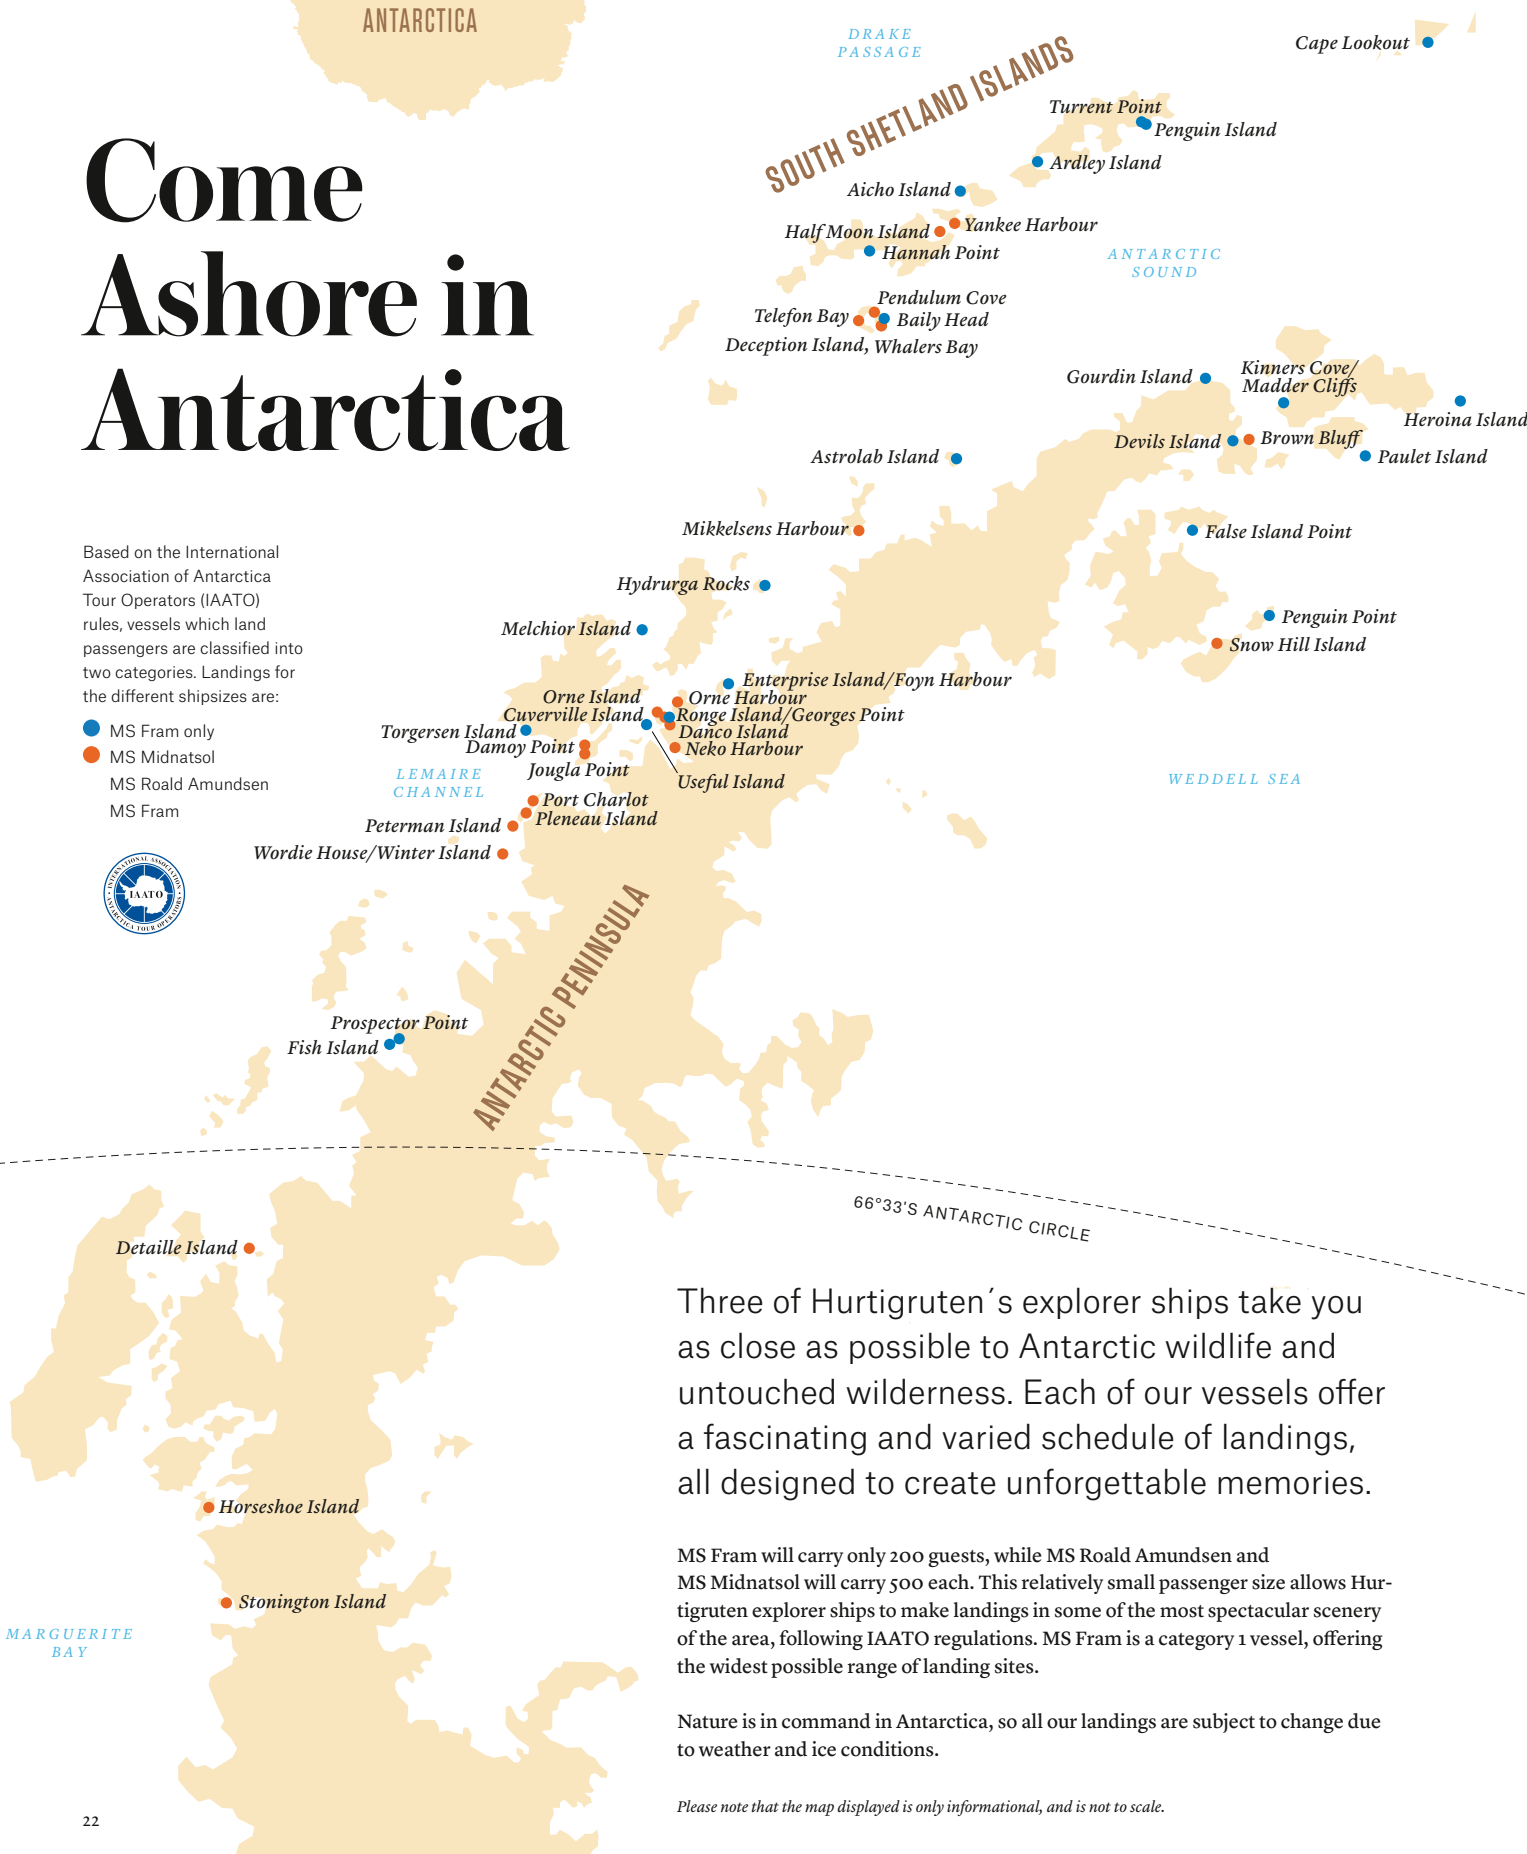 ANTARCTICA
DRAKE
PASSAGE
SOUTH SHETLAND ISLANDS
Cape Lookout
Turrent Point
Penguin Island
Ardley Island
Aicho Island
Yankee Harbour
Half Moon Island
Hannah Point
ANTARCTIC
SOUND
Come
Ashore in
Antarctica
Pendulum Cove
Telefon Bay
Baily Head
Deception Island, Whalers Bay
Gourdin Island
Kinners Cove/
Madder Cliffs
Heroina Island
Devils Island
Brown Bluff
Paulet Island
Astrolab Island
Mikkelsens Harbour
False Island Point
Hydrurga Rocks
Melchior Island
Penguin Point
Snow Hill Island
Based on the International
Association of Antarctica
Tour Operators (IAATO)
rules, vessels which land
passengers are classified into
two categories. Landings for
the different shipsizes are:
MS Fram only
MS Midnatsol
MS Roald Amundsen
MS Fram
INTERNATIONAL ASSOCIATION
IAATO
ANTARCTICA TOUR OPERATORS
Enterprise Island/Foyn Harbour
Orne Island
Orne Harbour
Cuverville Island
Ronge Island/Georges Point
Torgersen Island
Danco Island
Damoy Point
Neko Harbour
Jougla Point
Useful Island
LEMAIRE
CHANNEL
WEDDELL SEA
Port Charlot
Pleneau Island
Peterman Island
Wordie House/Winter Island
ANTARCTIC PENINSULA
Prospector Point
Fish Island
66°33'S ANTARCTIC CIRCLE
Detaille Island
Horseshoe Island
Stonington Island
MARGUERITE
BAY
Three of Hurtigruten´s explorer ships take you
as close as possible to Antarctic wildlife and
untouched wilderness. Each of our vessels offer
a fascinating and varied schedule of landings,
all designed to create unforgettable memories.
MS Fram will carry only 200 guests, while MS Roald Amundsen and
MS Midnatsol will carry 500 each. This relatively small passenger size allows Hur-
tigruten explorer ships to make landings in some of the most spectacular scenery
of the area, following IAATO regulations. MS Fram is a category 1 vessel, offering
the widest possible range of landing sites.
Nature is in command in Antarctica, so all our landings are subject to change due
to weather and ice conditions.
Please note that the map displayed is only informational, and is not to scale.
22